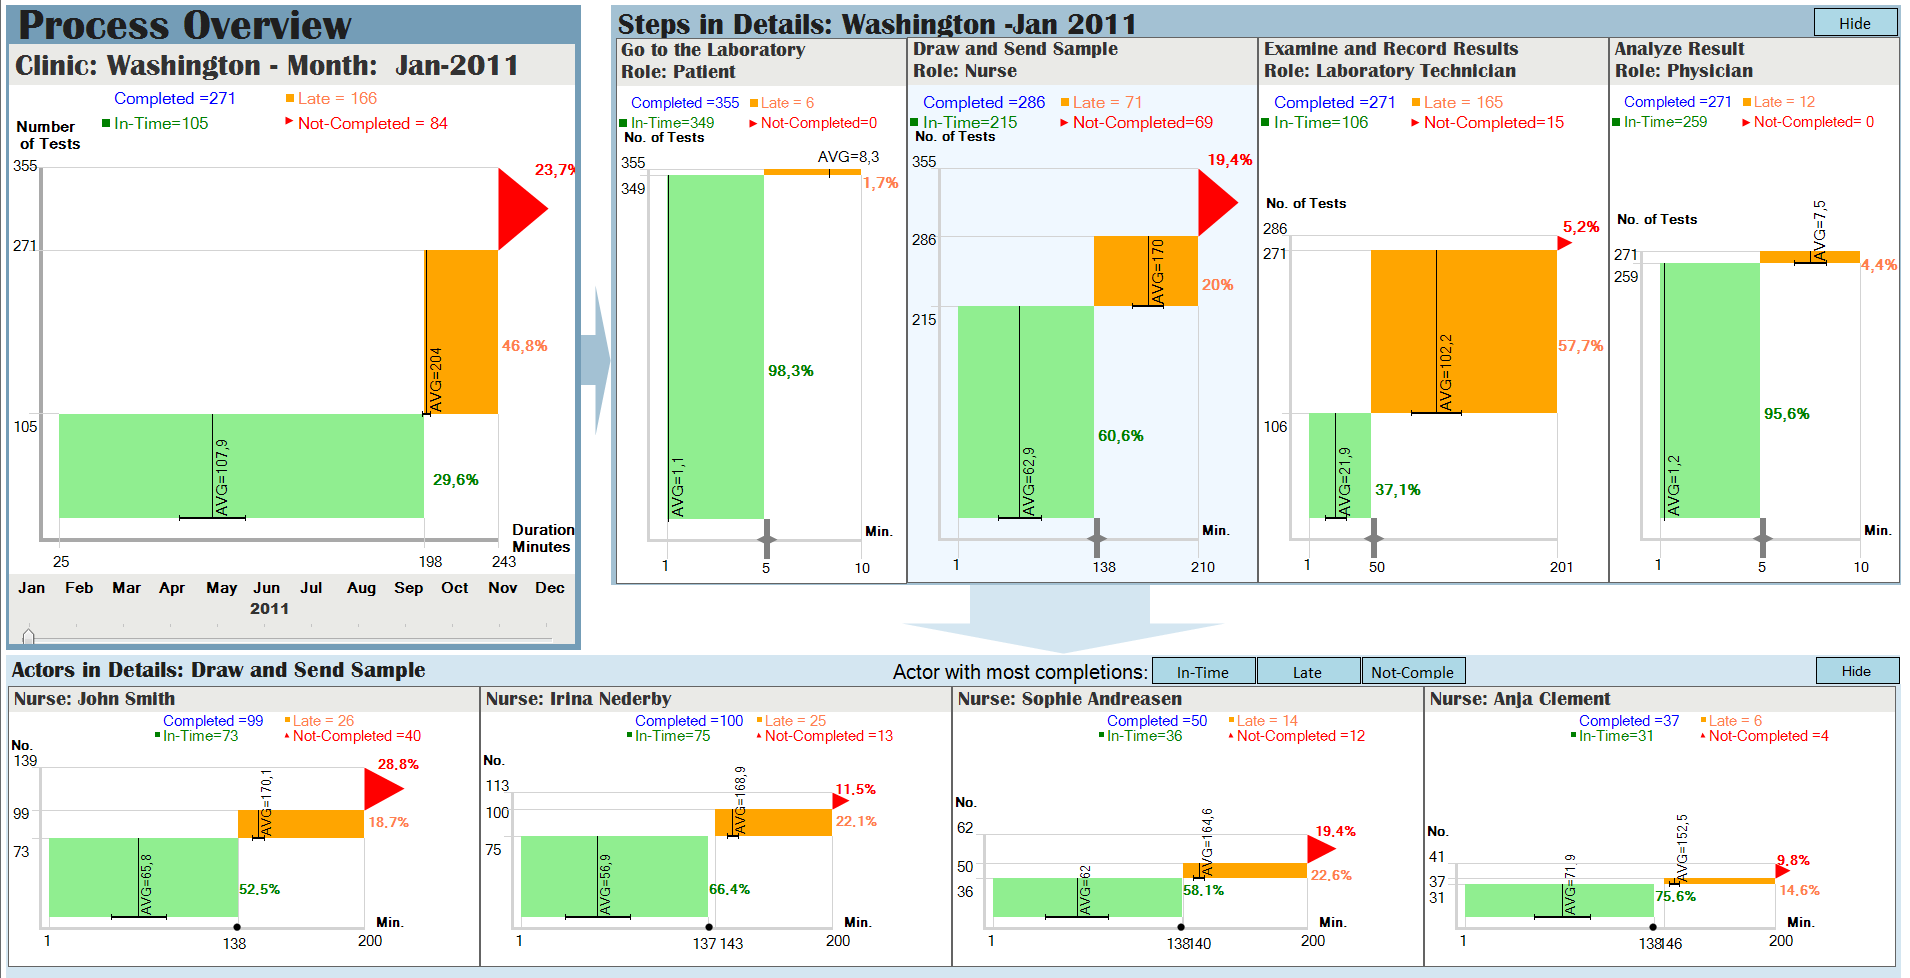 Process Overview
Clinic: Washington - Month: Jan-2011
Completed =271
Late = 166
In-Time=105
Not-Completed = 84
Number
of Tests
355
23,7%
271
46,8%
AVG=204
105
AVG=107,9
29,6%
Duration
Minutes
25
198
243
Jan Feb Mar Apr May Jun Jul Aug Sep Oct Nov Dec
2011
Steps in Details: Washington -Jan 2011
Hide
Go to the Laboratory
Role: Patient
Completed =355
Late = 6
In-Time=349
Not-Completed=0
No. of Tests
AVG=8,3
355
349
1,7%
98,3%
AVG=1,1
Min.
1
5
10
Draw and Send Sample
Role: Nurse
Completed =286
Late = 71
In-Time=215
Not-Completed=69
No. of Tests
355
19,4%
286
AVG=170
20%
215
60,6%
AVG=62,9
Min.
1
138
210
Examine and Record Results
Role: Laboratory Technician
Completed =271
Late = 165
In-Time=106
Not-Completed=15
No. of Tests
286
5,2%
271
AVG=102,2
57,7%
106
AVG=21,9
37,1%
Min.
1
50
201
Analyze Result
Role: Physician
Completed =271
Late = 12
In-Time=259
Not-Completed= 0
No. of Tests
AVG=7,5
271
4,4%
259
95,6%
AVG=1,2
Min.
1
5
10
Actors in Details: Draw and Send Sample
Actor with most completions:
In-Time
Late
Not-Comple
Hide
Nurse: John Smith
Completed =99
Late = 26
In-Time=73
Not-Completed =40
No.
139
28,8%
AVG=170,1
99
18,7%
73
AVG=65,8
52,5%
Min.
1
138
200
Nurse: Irina Nederby
Completed =100
Late = 25
In-Time=75
Not-Completed =13
No.
113
11,5%
AVG=168,9
100
22,1%
75
AVG=56,9
66,4%
Min.
1
137
143
200
Nurse: Sophie Andreasen
Completed =50
Late = 14
In-Time=36
Not-Completed =12
No.
62
19,4%
AVG=164,6
50
22,6%
36
AVG=62
58,1%
Min.
1
138
140
200
Nurse: Anja Clement
Completed =37
Late = 6
In-Time=31
Not-Completed =4
No.
41
9,8%
AVG=152,5
37
14,6%
31
AVG=71,9
75,6%
Min.
1
138
146
200